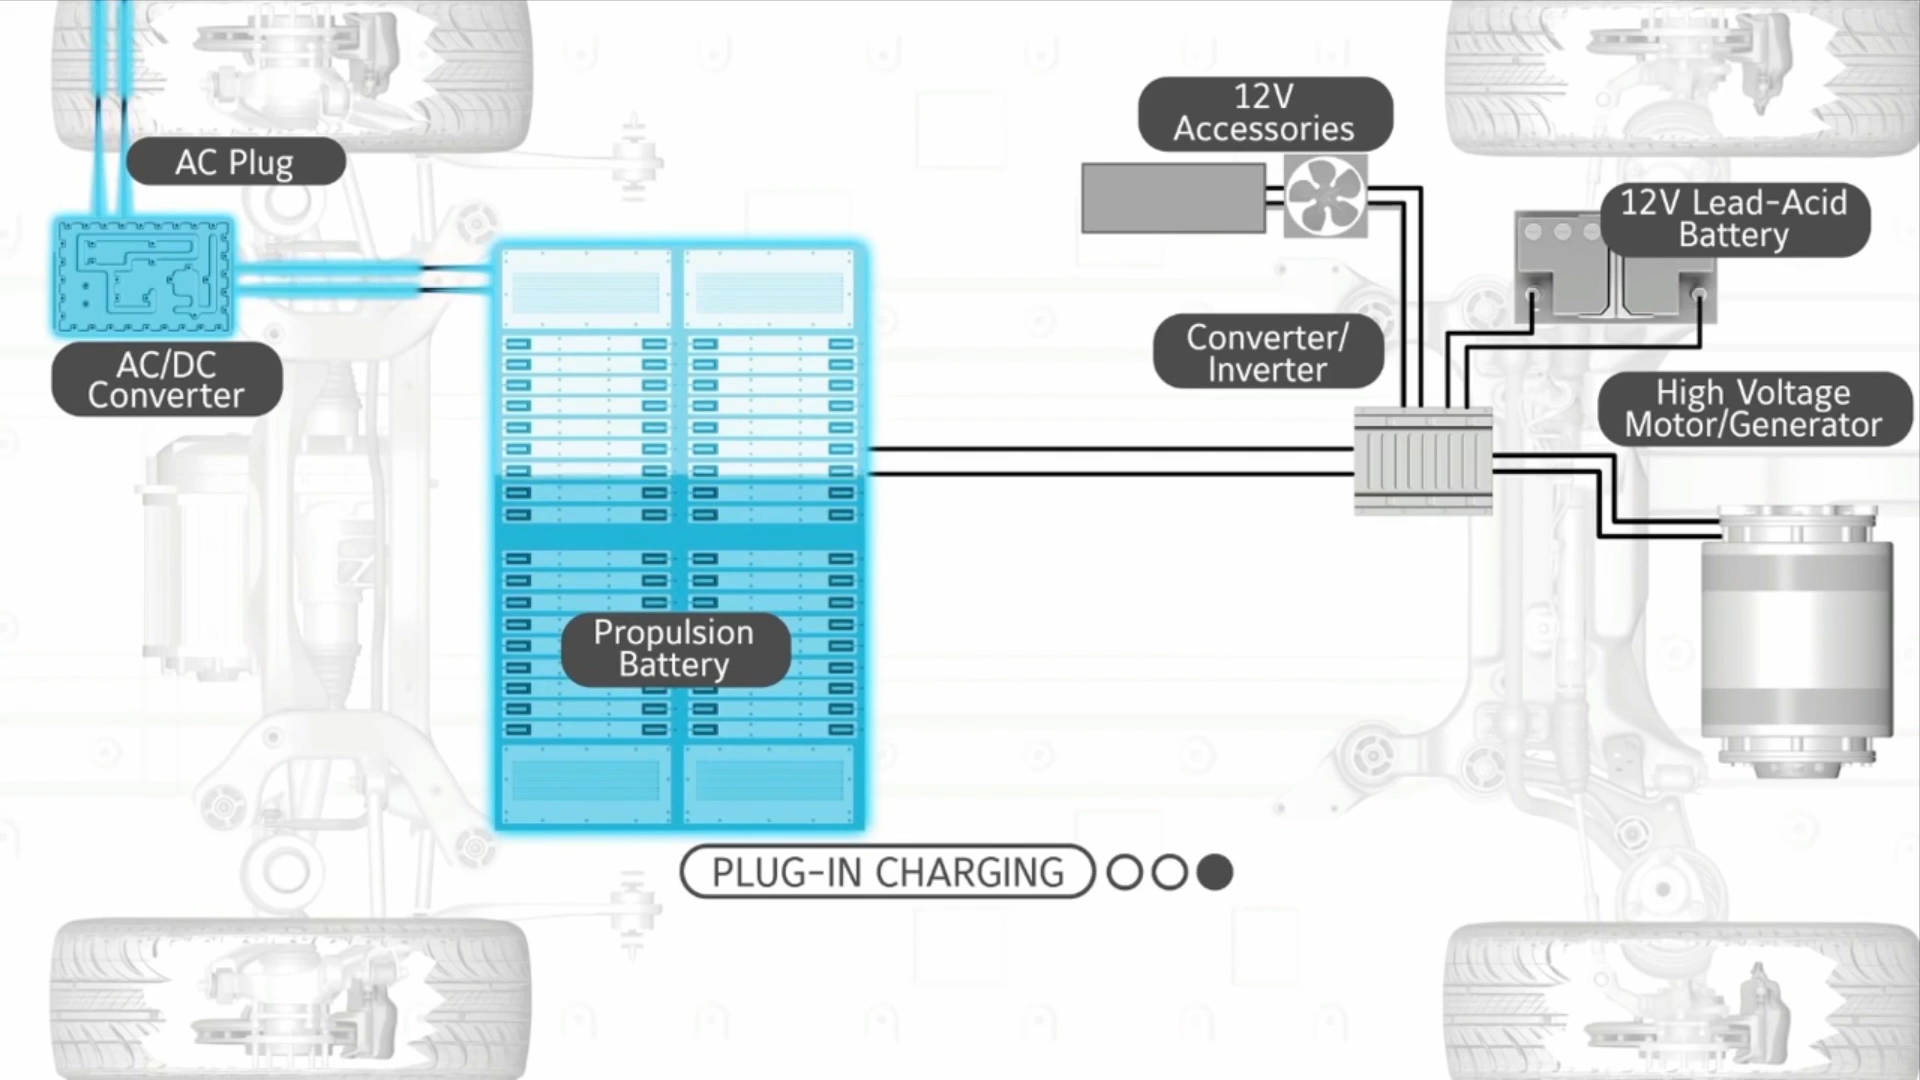 12V
Accessories
AC Plug
12V Lead-Acid
Battery
Converter/
Inverter
AC/DC
Converter
High Voltage
Motor/Generator
Propulsion
Battery
PLUG-IN CHARGING